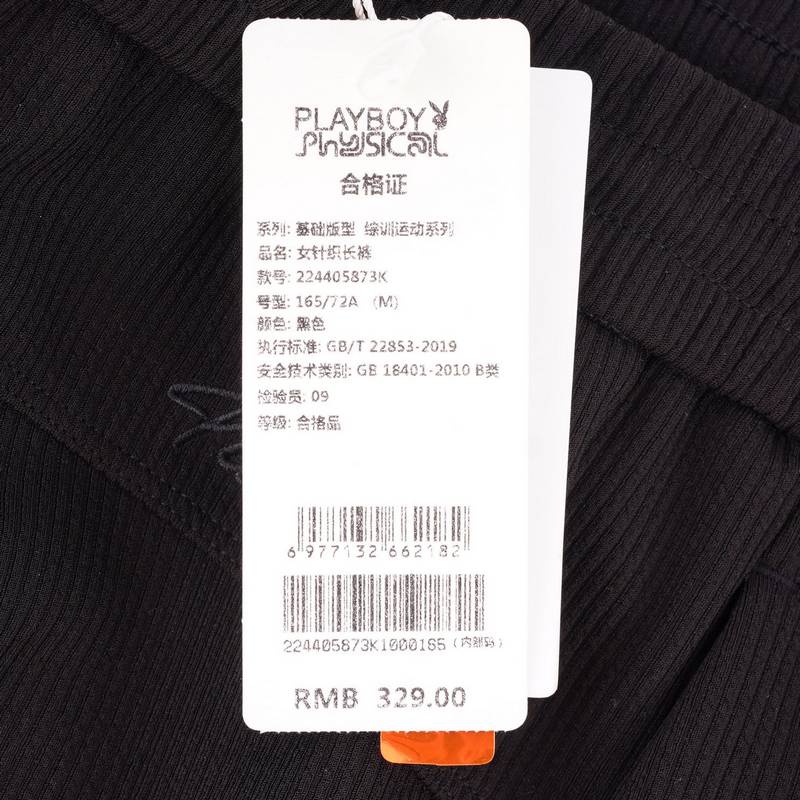 PLAYBOY
PHYSICAL
合格证
系列: 基础版型 综训运动系列
品名: 女针织长裤
款号: 224405873K
号型: 165/72A （M）
颜色: 黑色
执行标准: GB/T 22853-2019
安全技术类别: GB 18401-2010 B类
检验员: 09
等级: 合格品
6 977132 662182
224405873K1000165（内部码）
RMB 329.00